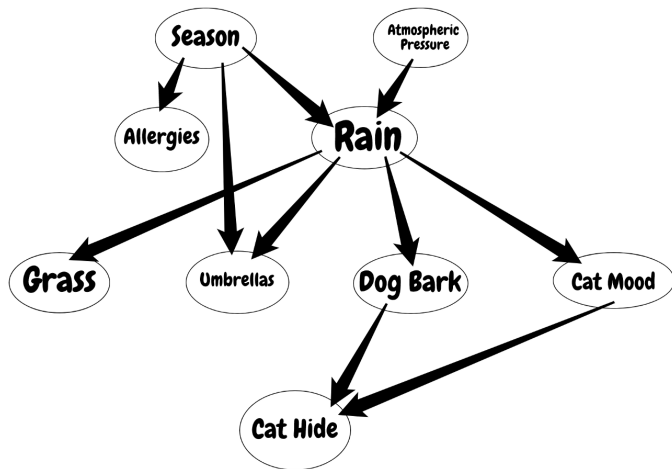 Season
Atmospheric
Pressure
Allergies
Rain
Grass
Umbrellas
Dog Bark
Cat Mood
Cat Hide